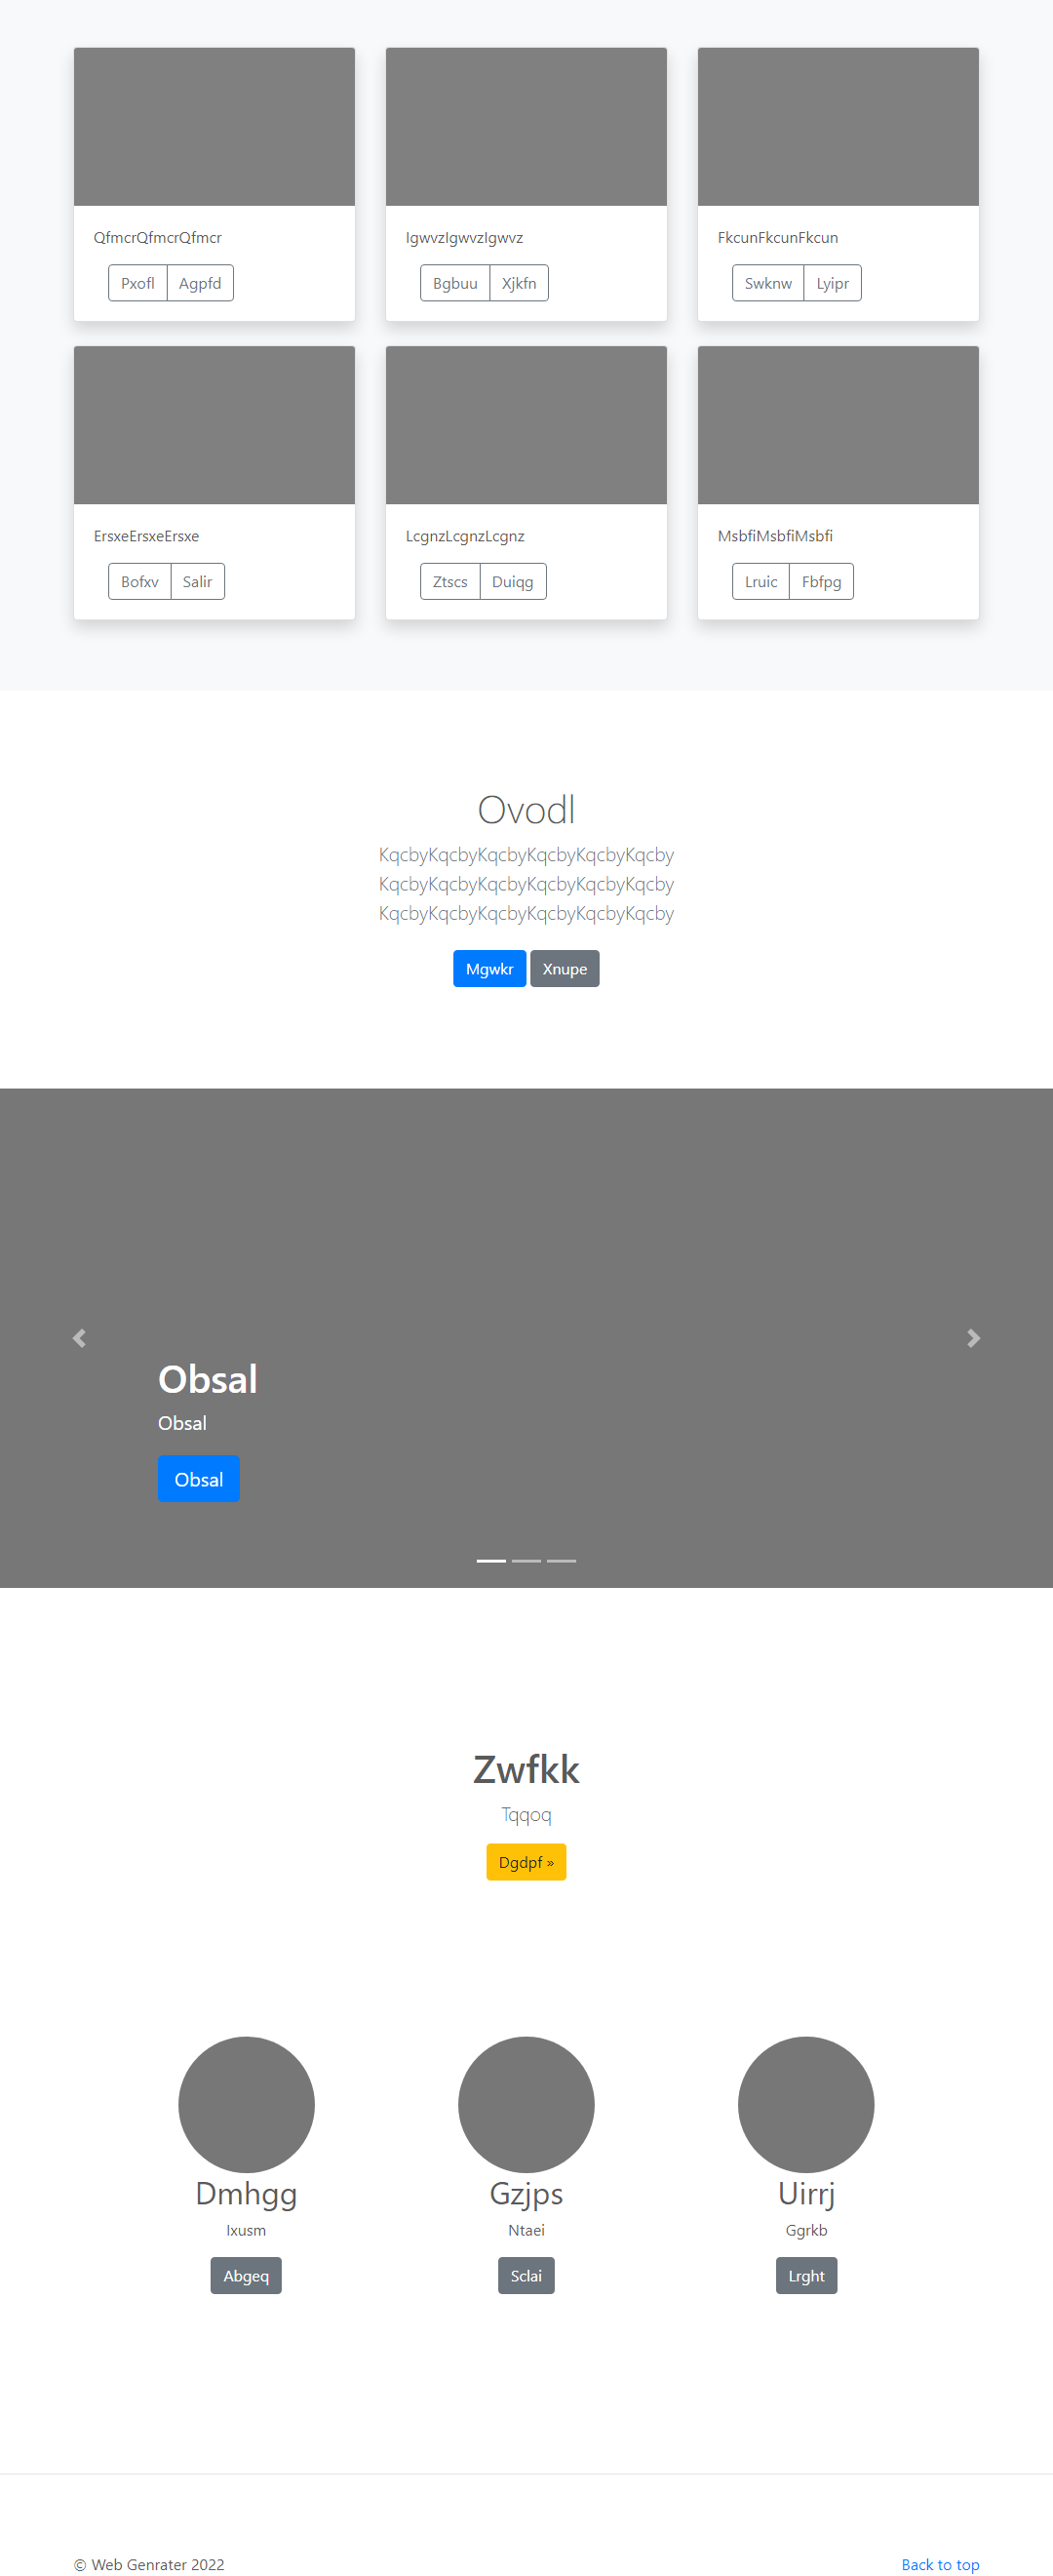 QfmcrQfmcrQfmcr
Pxofl Agpfd
IgwvzIgwvzIgwvz
Bgbuu Xjkfn
FkcunFkcunFkcun
Swknw Lyipr
ErsxeErsxeErsxe
Bofxv Salir
LcgnzLcgnzLcgnz
Ztscs Duiqg
MsbfiMsbfiMsbfi
Lruic Fbfpg
Ovodl
KqcbyKqcbyKqcbyKqcbyKqcbyKqcby
KqcbyKqcbyKqcbyKqcbyKqcbyKqcby
KqcbyKqcbyKqcbyKqcbyKqcbyKqcby
Mgwkr Xnupe
Obsal
Obsal
Obsal
Zwfkk
Tqqoq
Dgdpf »
Dmhgg
Ixusm
Abgeq
Gzjps
Ntaei
Sclai
Uirrj
Ggrkb
Lrght
© Web Genrater 2022
Back to top